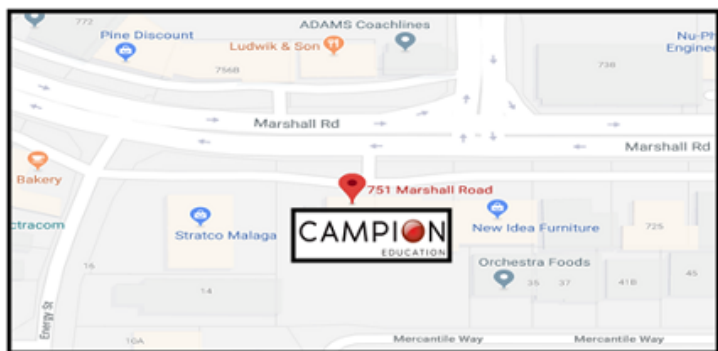 772
ADAMS Coachlines
Pine Discount
Ludwik & Son
Nu-Ph
Enginee
756B
73B
Marshall Rd
Marshall Rd
Bakery
751 Marshall Road
ctracom
Stratco Malaga
CAMPION
EDUCATION
New Idea Furniture
725
16
Orchestra Foods
14
35
37
41B
45
Energy St
10A
Mercantile Way
Mercantile Way